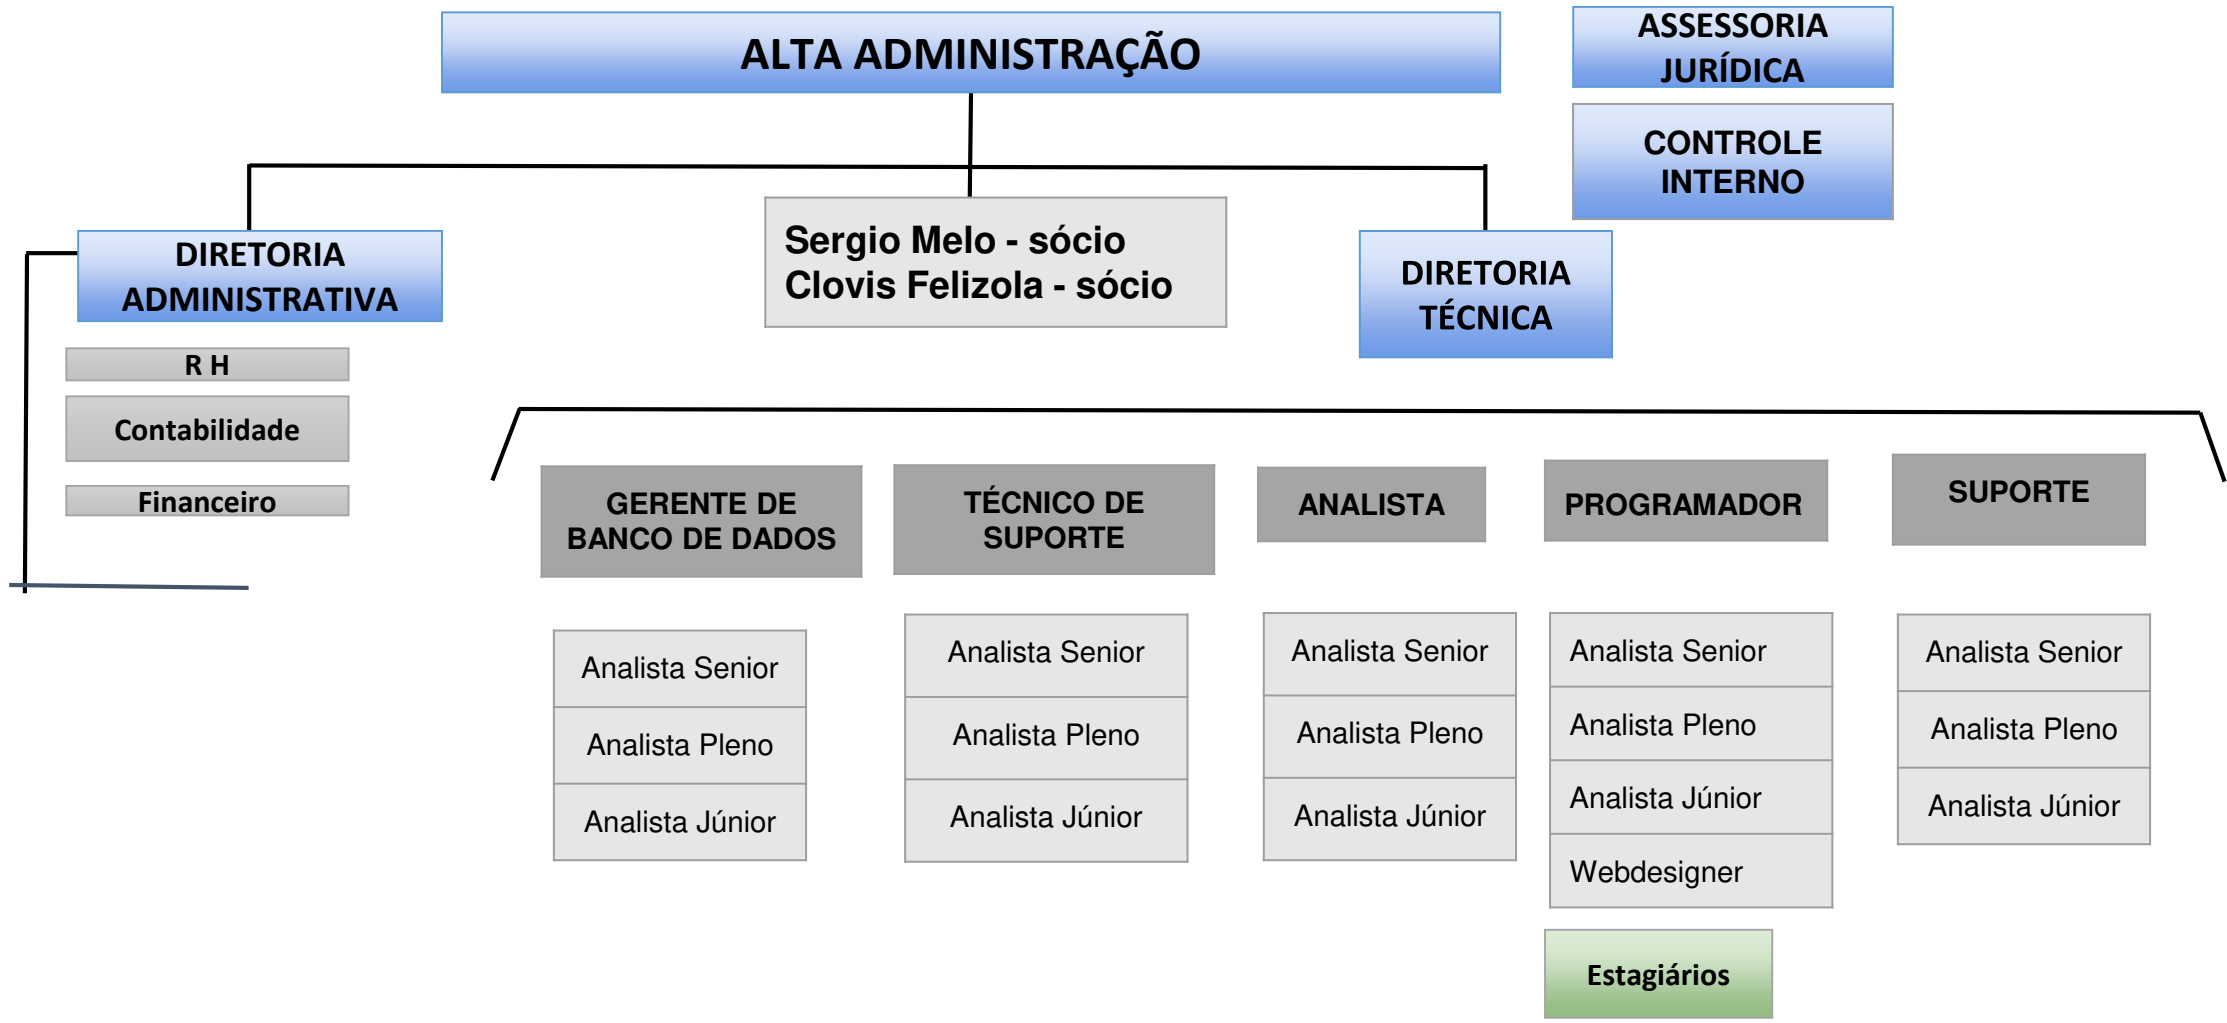 ALTA ADMINISTRAÇÃO
ASSESSORIA
JURÍDICA
CONTROLE
INTERNO
Sergio Melo - sócio
Clovis Felizola - sócio
DIRETORIA
ADMINISTRATIVA
DIRETORIA
TÉCNICA
R H
Contabilidade
Financeiro
GERENTE DE
BANCO DE DADOS
Analista Senior
Analista Pleno
Analista Júnior
TÉCNICO DE
SUPORTE
Analista Senior
Analista Pleno
Analista Júnior
ANALISTA
Analista Senior
Analista Pleno
Analista Júnior
PROGRAMADOR
Analista Senior
Analista Pleno
Analista Júnior
Webdesigner
Estagiários
SUPORTE
Analista Senior
Analista Pleno
Analista Júnior